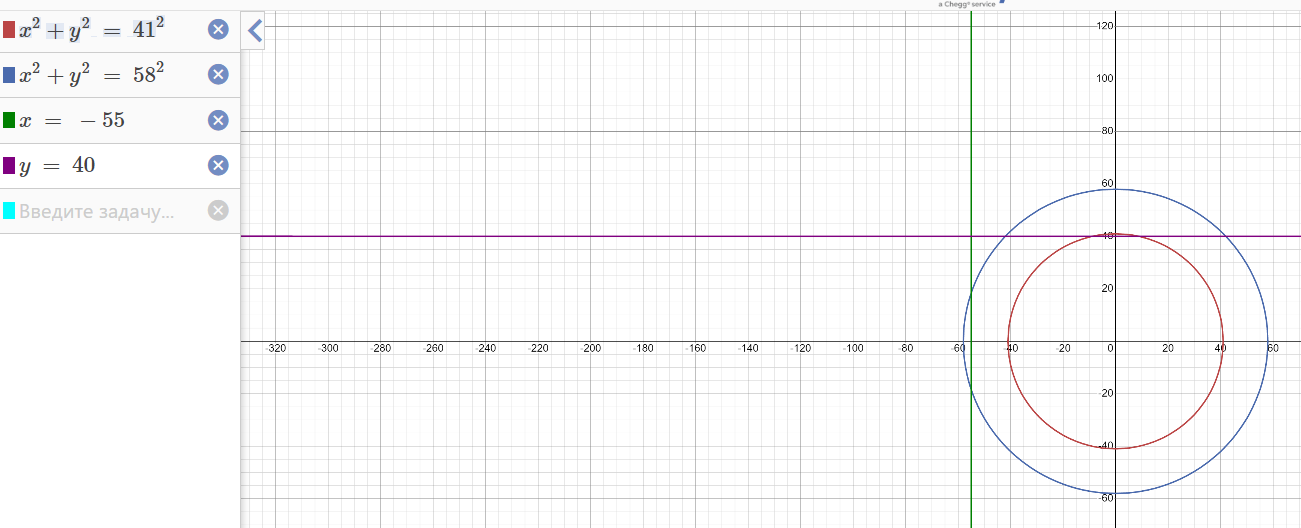 a Chegg® service
x² + y² = 41²
x² + y² = 58²
x = −55
y = 40
Введите задачу...
120
100
80
60
40
20
-320 -300 -280 -260 -240 -220 -200 -180 -160 -140 -120 -100 -80 -60 -40 -20 0 20 40 60
-20
-40
-60